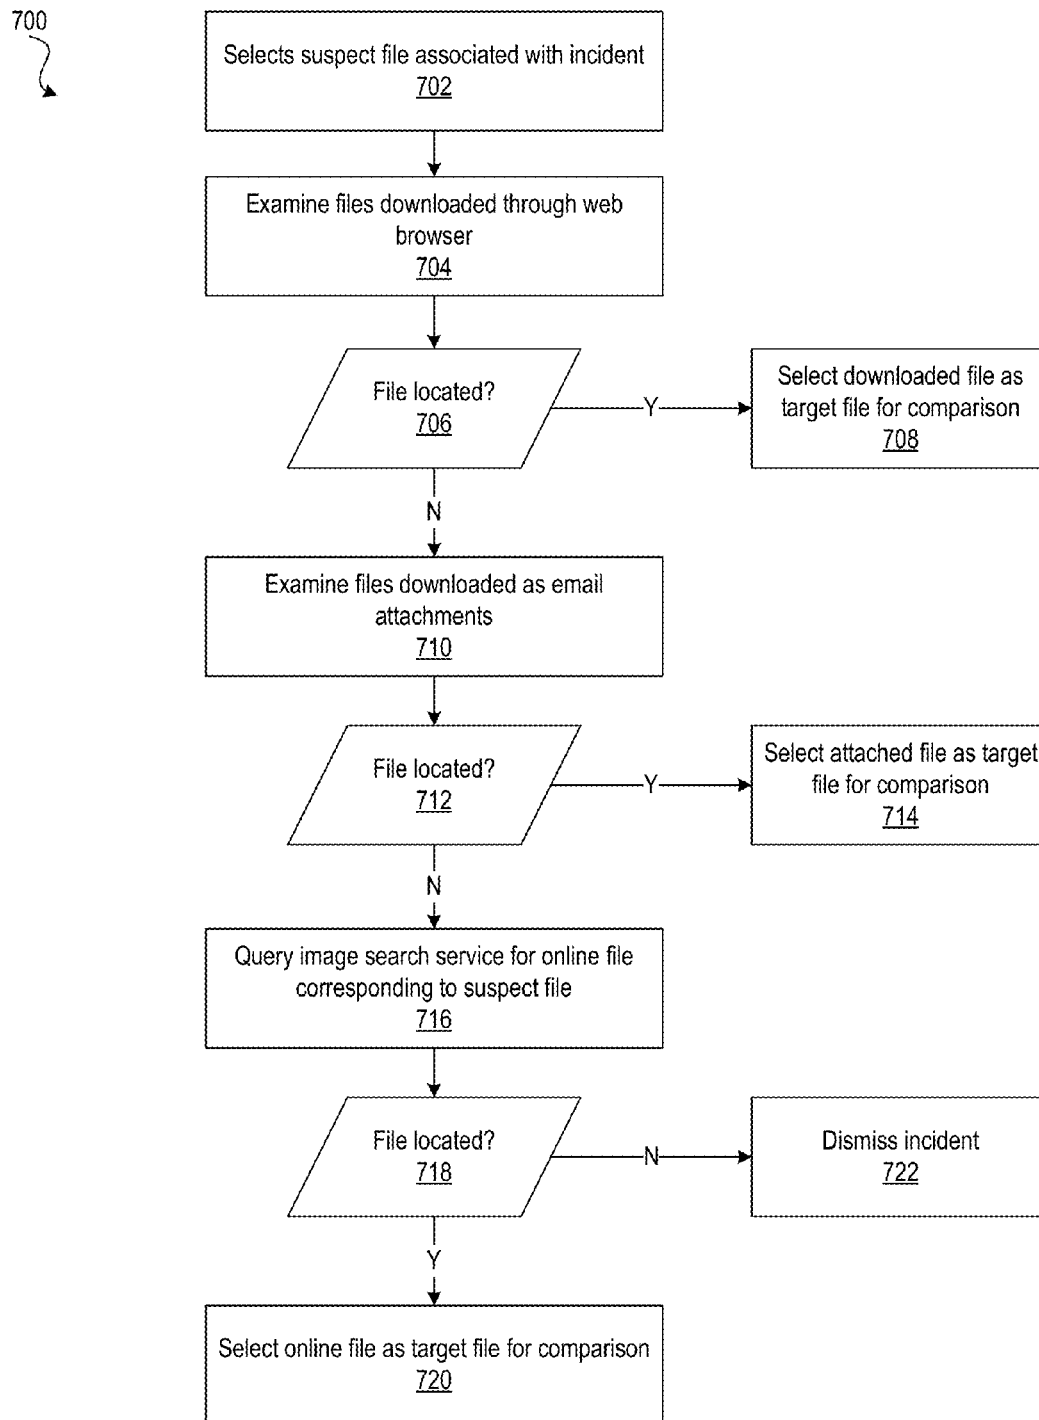 700
Selects suspect file associated with incident
702
Examine files downloaded through web
browser
704
File located?
706
Y
Select downloaded file as
target file for comparison
708
N
Examine files downloaded as email
attachments
710
File located?
712
Y
Select attached file as target
file for comparison
714
N
Query image search service for online file
corresponding to suspect file
716
File located?
718
N
Dismiss incident
722
Y
Select online file as target file for comparison
720